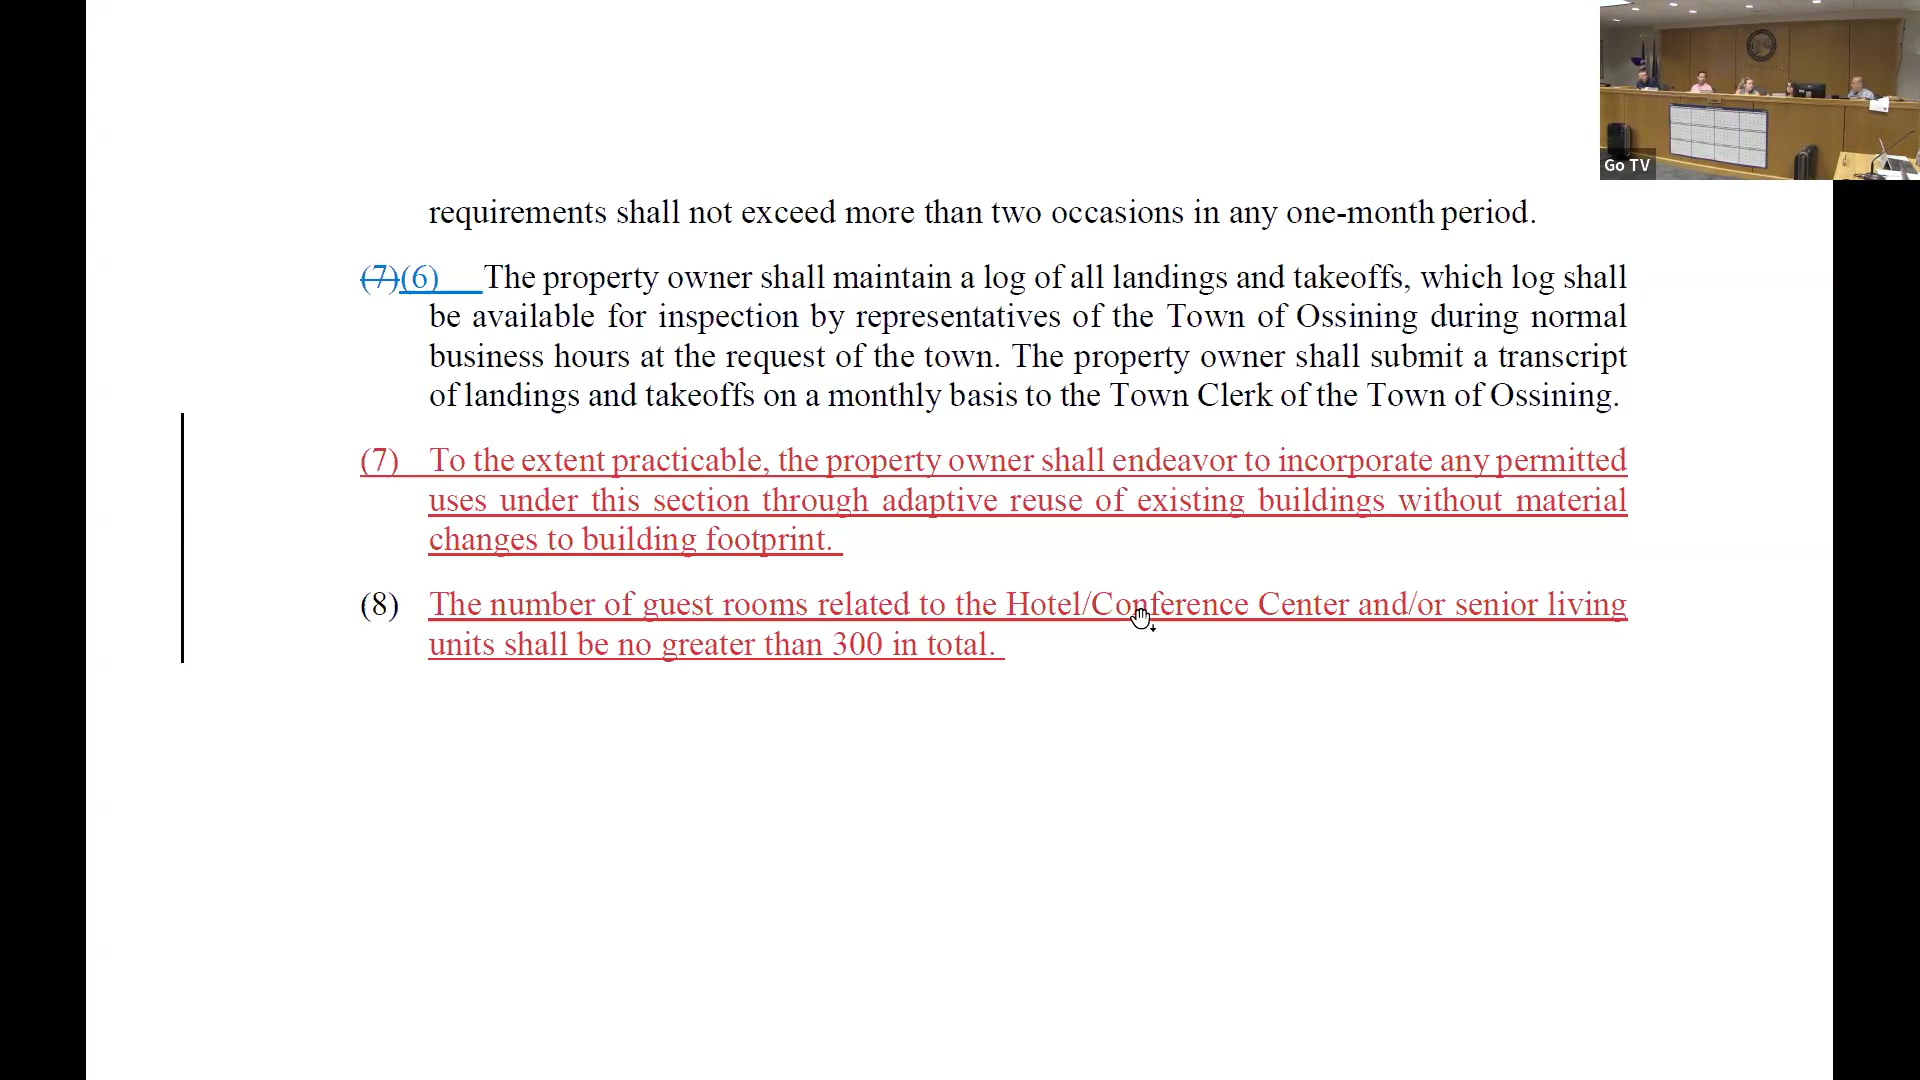 Go TV
requirements shall not exceed more than two occasions in any one-month period.
(7)(6) The property owner shall maintain a log of all landings and takeoffs, which log shall
be available for inspection by representatives of the Town of Ossining during normal
business hours at the request of the town. The property owner shall submit a transcript
of landings and takeoffs on a monthly basis to the Town Clerk of the Town of Ossining.
(7) To the extent practicable, the property owner shall endeavor to incorporate any permitted
uses under this section through adaptive reuse of existing buildings without material
changes to building footprint.
(8) The number of guest rooms related to the Hotel/Conference Center and/or senior living
units shall be no greater than 300 in total.